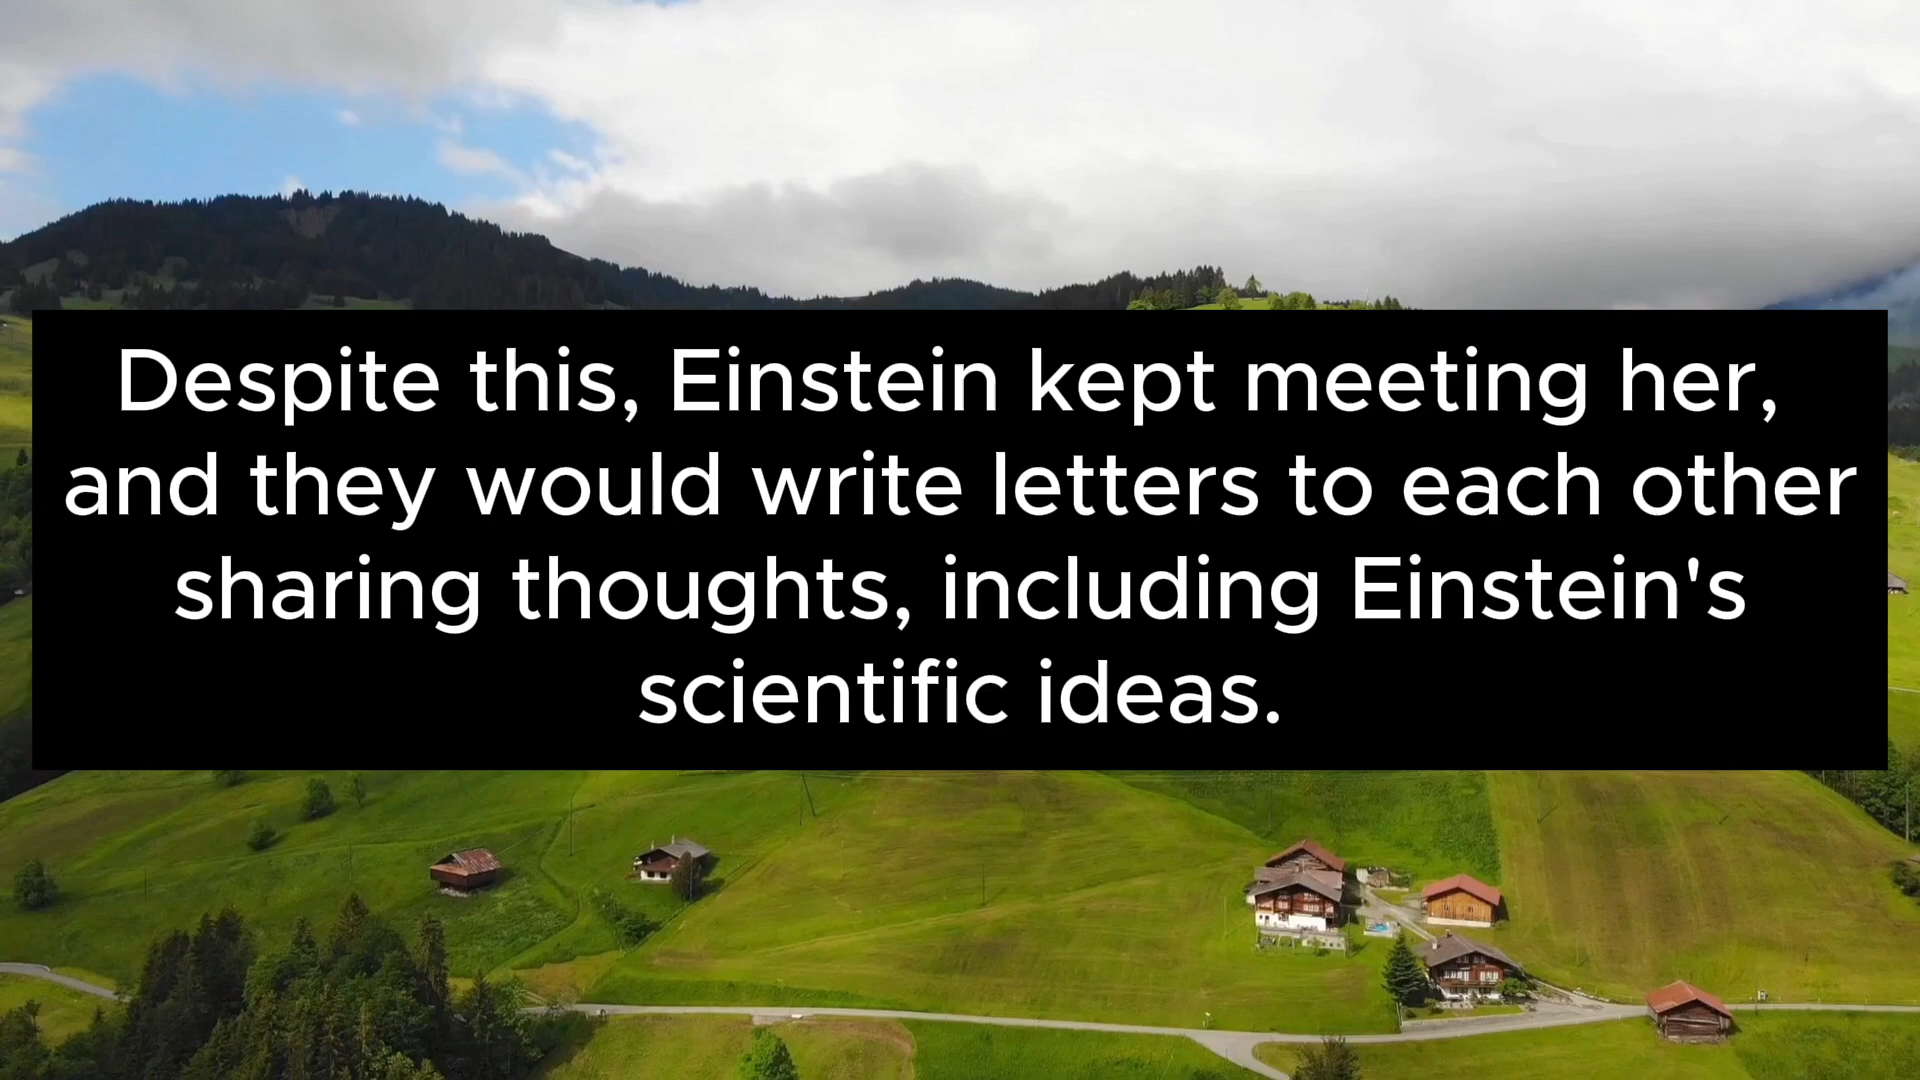 Despite this, Einstein kept meeting her,
and they would write letters to each other
sharing thoughts, including Einstein's
scientific ideas.